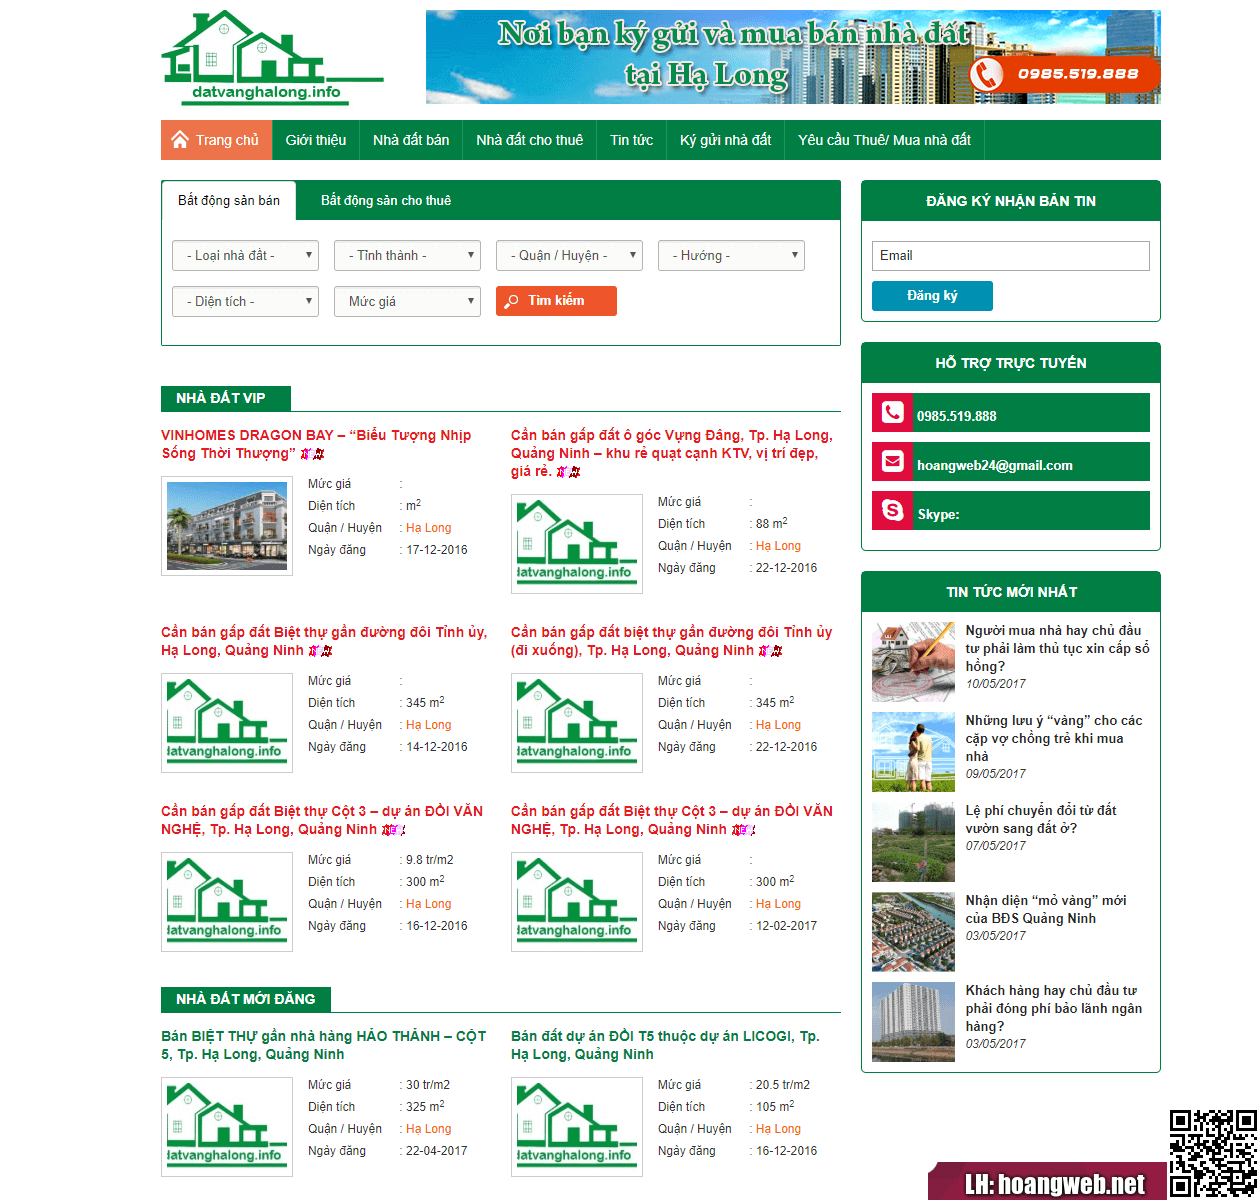 datvanghalong.info
Nơi bạn ký gửi và mua bán nhà đất
tại Hạ Long
0985.519.888
Trang chủ Giới thiệu Nhà đất bán Nhà đất cho thuê Tin tức Ký gửi nhà đất Yêu cầu Thuê/ Mua nhà đất
Bất động sản bán Bất động sản cho thuê
- Loại nhà đất - - Tỉnh thành - - Quận / Huyện - - Hướng -
- Diện tích - Mức giá Tìm kiếm
NHÀ ĐẤT VIP
VINHOMES DRAGON BAY – “Biểu Tượng Nhịp
Sống Thời Thượng”
Mức giá :
Diện tích : m2
Quận / Huyện : Hạ Long
Ngày đăng : 17-12-2016
Cần bán gấp đất ô góc Vựng Đâng, Tp. Hạ Long,
Quảng Ninh – khu rẻ quạt cạnh KTV, vị trí đẹp,
giá rẻ.
datvanghalong.info
Mức giá :
Diện tích : 88 m2
Quận / Huyện : Hạ Long
Ngày đăng : 22-12-2016
Cần bán gấp đất Biệt thự gần đường đôi Tỉnh ủy,
Hạ Long, Quảng Ninh
datvanghalong.info
Mức giá :
Diện tích : 345 m2
Quận / Huyện : Hạ Long
Ngày đăng : 14-12-2016
Cần bán gấp đất biệt thự gần đường đôi Tỉnh ủy
(đi xuống), Tp. Hạ Long, Quảng Ninh
datvanghalong.info
Mức giá :
Diện tích : 345 m2
Quận / Huyện : Hạ Long
Ngày đăng : 22-12-2016
Cần bán gấp đất Biệt thự Cột 3 – dự án ĐỒI VĂN
NGHỆ, Tp. Hạ Long, Quảng Ninh
datvanghalong.info
Mức giá : 9.8 tr/m2
Diện tích : 300 m2
Quận / Huyện : Hạ Long
Ngày đăng : 16-12-2016
Cần bán gấp đất Biệt thự Cột 3 – dự án ĐỒI VĂN
NGHỆ, Tp. Hạ Long, Quảng Ninh
datvanghalong.info
Mức giá :
Diện tích : 300 m2
Quận / Huyện : Hạ Long
Ngày đăng : 12-02-2017
NHÀ ĐẤT MỚI ĐĂNG
Bán BIỆT THỰ gần nhà hàng HẢO THÀNH – CỘT
5, Tp. Hạ Long, Quảng Ninh
datvanghalong.info
Mức giá : 30 tr/m2
Diện tích : 325 m2
Quận / Huyện : Hạ Long
Ngày đăng : 22-04-2017
Bán đất dự án ĐỒI T5 thuộc dự án LICOGI, Tp.
Hạ Long, Quảng Ninh
datvanghalong.info
Mức giá : 20.5 tr/m2
Diện tích : 105 m2
Quận / Huyện : Hạ Long
Ngày đăng : 16-12-2016
ĐĂNG KÝ NHẬN BẢN TIN
Email
Đăng ký
HỖ TRỢ TRỰC TUYẾN
0985.519.888
hoangweb24@gmail.com
Skype:
TIN TỨC MỚI NHẤT
Người mua nhà hay chủ đầu
tư phải làm thủ tục xin cấp sổ
hồng?
10/05/2017
Những lưu ý “vàng” cho các
cặp vợ chồng trẻ khi mua
nhà
09/05/2017
Lệ phí chuyển đổi từ đất
vườn sang đất ở?
07/05/2017
Nhận diện “mỏ vàng” mới
của BĐS Quảng Ninh
03/05/2017
Khách hàng hay chủ đầu tư
phải đóng phí bảo lãnh ngân
hàng?
03/05/2017
LH: hoangweb.net